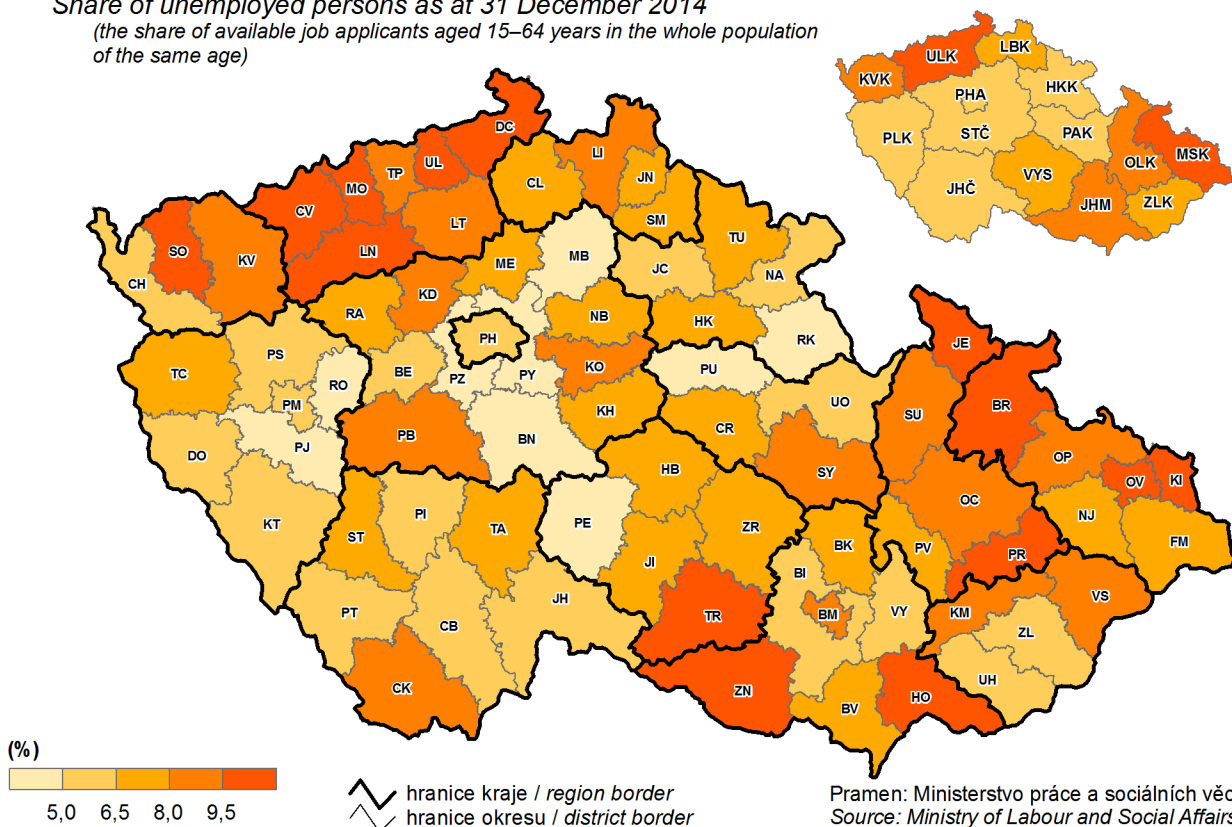 Share of unemployed persons as at 31 December 2014
(the share of available job applicants aged 15–64 years in the whole population
of the same age)
ULK
LBK
KVK
PHA
HKK
PLK
STČ
PAK
MSK
OLK
VYS
JHČ
JHM
ZLK
DC
UL
LI
TP
MO
CL
JN
CV
LT
SM
SO
LN
TU
KV
ME
MB
JC
NA
CH
KD
RA
NB
HK
PH
RK
JE
PS
TC
RO
BE
PZ
PY
KO
PU
PM
UO
BR
KH
SU
CR
PB
BN
PJ
DO
OP
HB
SY
OV
KI
OC
PI
NJ
KT
PE
TA
ZR
ST
BK
PV
FM
PR
JI
BI
VS
JH
PT
TR
BM
VY
KM
CB
ZL
UH
CK
ZN
HO
BV
(%)
5,0 6,5 8,0 9,5
hranice kraje / region border
hranice okresu / district border
Pramen: Ministerstvo práce a sociálních věc
Source: Ministry of Labour and Social Affairs